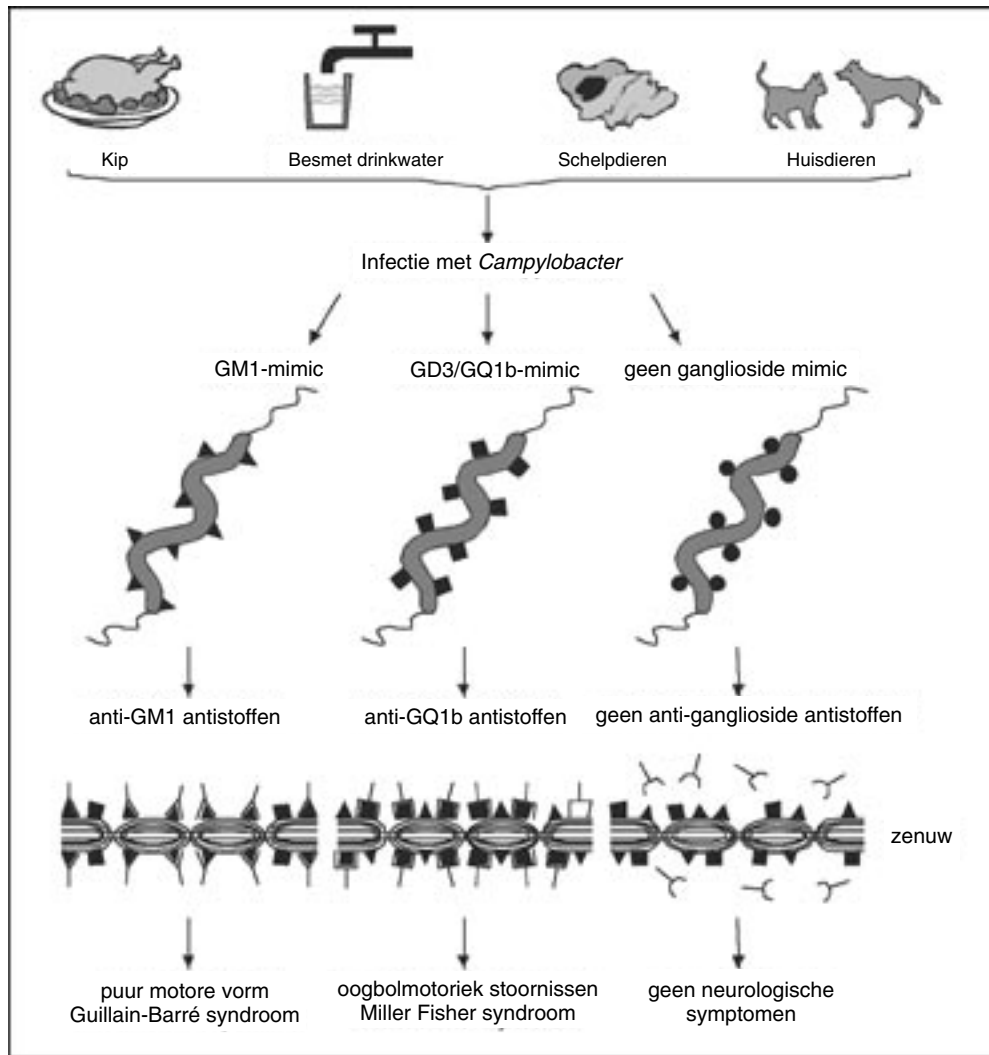 Kip
Besmet drinkwater
Schelpdieren
Huisdieren
Infectie met Campylobacter
GM1-mimic
GD3/GQ1b-mimic
geen ganglioside mimic
anti-GM1 antistoffen
anti-GQ1b antistoffen
geen anti-ganglioside antistoffen
zenuw
puur motore vorm
Guillain-Barré syndroom
oogbolmotoriek stoornissen
Miller Fisher syndroom
geen neurologische
symptomen